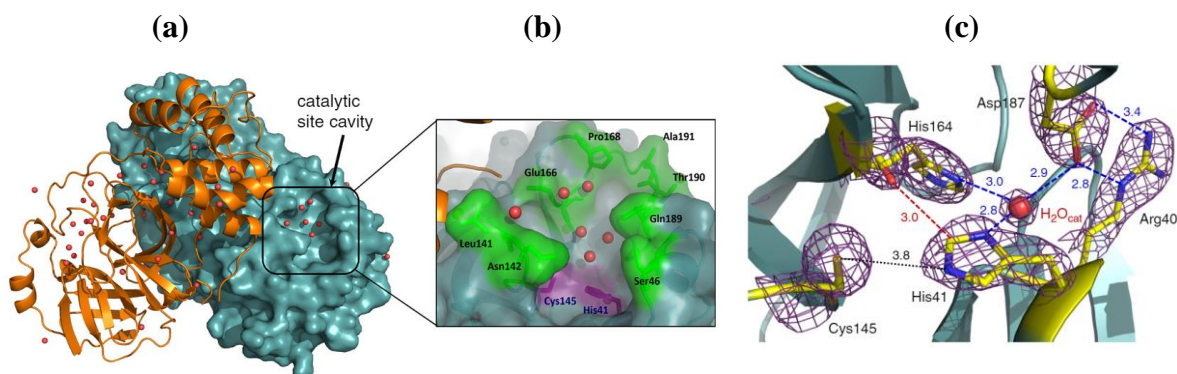 (a)
(b)
(c)
catalytic
site cavity
Pro168
Ala191
Glu166
Thr190
Gln189
Leu141
Asn142
Ser46
Cys145
His41
Asp187
His164
3.4
2.9
3.0
2.8
2.8
H₂Ocat
3.0
Arg40
3.8
His41
Cys145